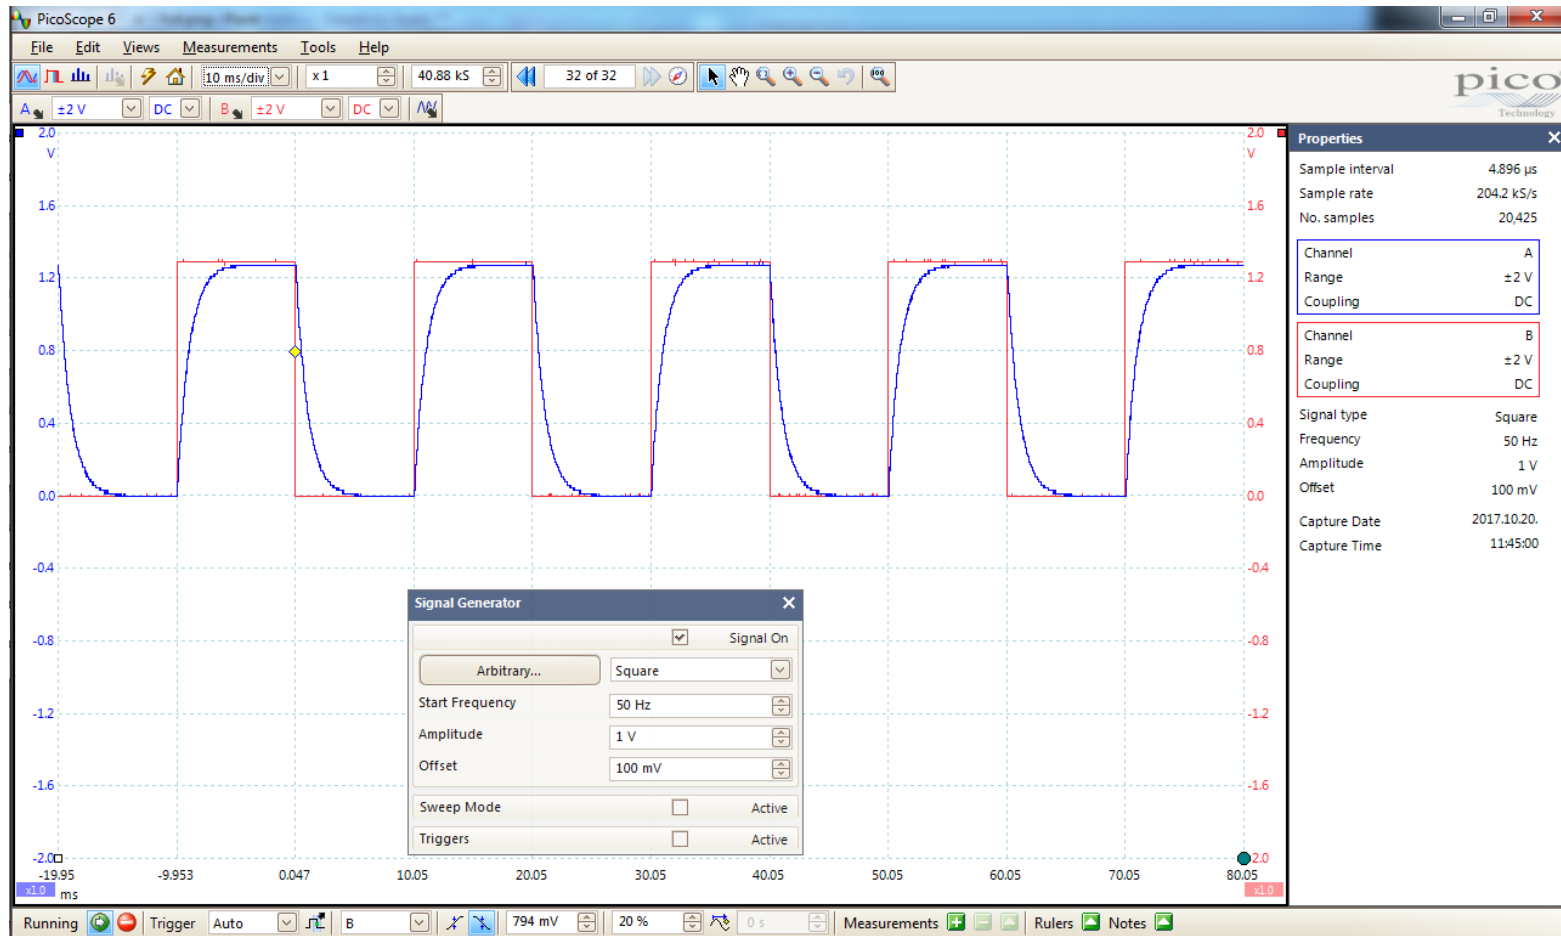 PicoScope 6
File Edit Views Measurements Tools Help
10 ms/div x 1 40.88 kS 32 of 32
pico
Technology
A ±2 V DC B ±2 V DC
2.0 2.0
V V
1.6 1.6
1.2 1.2
0.8 0.8
0.4 0.4
0.0 0.0
-0.4 -0.4
-0.8 -0.8
-1.2 -1.2
-1.6 -1.6
-2.0 2.0
-19.95 -9.953 0.047 10.05 20.05 30.05 40.05 50.05 60.05 70.05 80.05
x1.0 ms x1.0
Signal Generator
Signal On
Arbitrary... Square
Start Frequency 50 Hz
Amplitude 1 V
Offset 100 mV
Sweep Mode Active
Triggers Active
Properties
Sample interval 4.896 µs
Sample rate 204.2 kS/s
No. samples 20,425
Channel A
Range ±2 V
Coupling DC
Channel B
Range ±2 V
Coupling DC
Signal type Square
Frequency 50 Hz
Amplitude 1 V
Offset 100 mV
Capture Date 2017.10.20.
Capture Time 11:45:00
Running Trigger Auto B 794 mV 20 % 0 s Measurements Rulers Notes